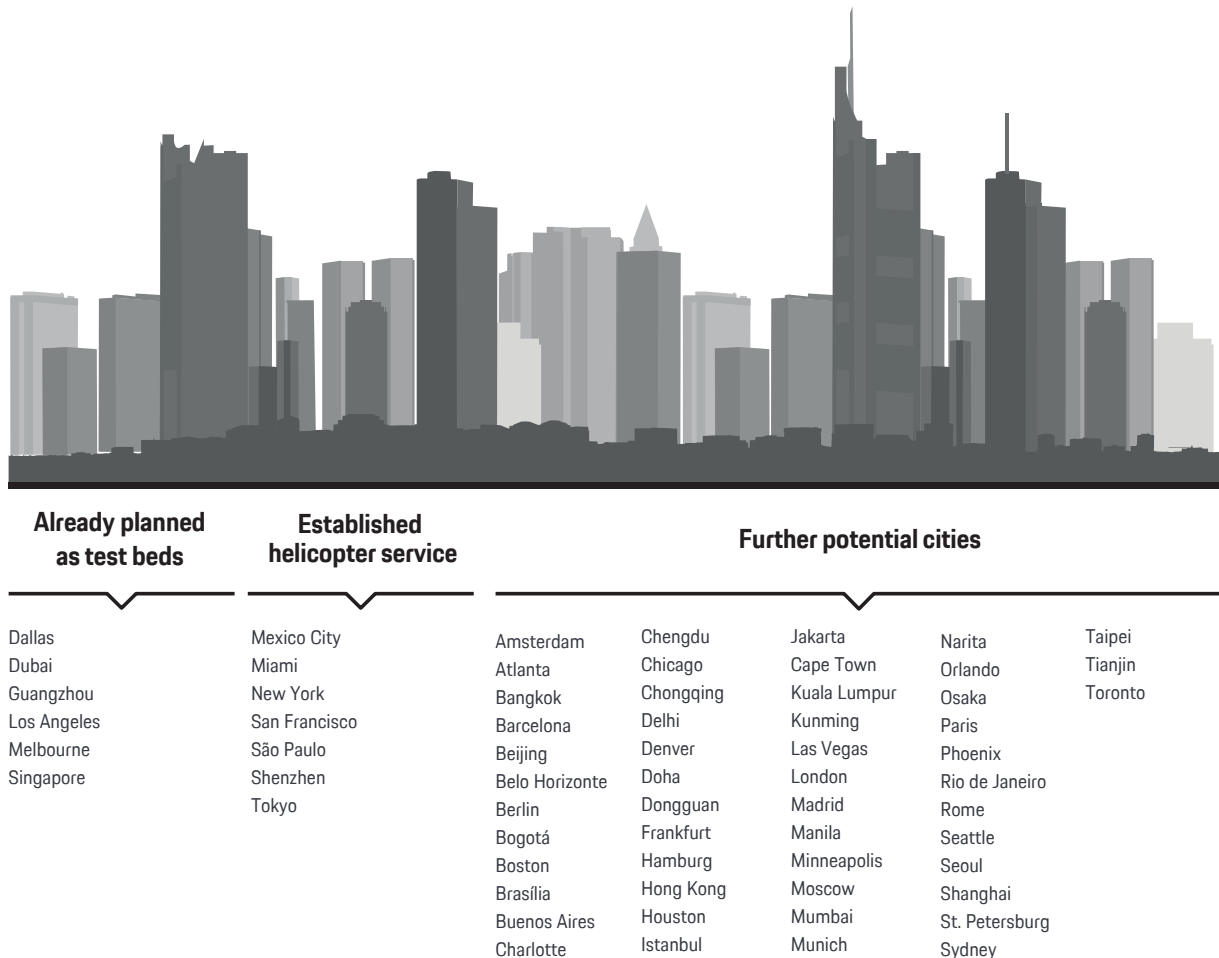 Already planned
as test beds
Established
helicopter service
Further potential cities
Dallas
Dubai
Guangzhou
Los Angeles
Melbourne
Singapore
Mexico City
Miami
New York
San Francisco
São Paulo
Shenzhen
Tokyo
Amsterdam
Atlanta
Bangkok
Barcelona
Beijing
Belo Horizonte
Berlin
Bogotá
Boston
Brasília
Buenos Aires
Charlotte
Chengdu
Chicago
Chongqing
Delhi
Denver
Doha
Dongguan
Frankfurt
Hamburg
Hong Kong
Houston
Istanbul
Jakarta
Cape Town
Kuala Lumpur
Kunming
Las Vegas
London
Madrid
Manila
Minneapolis
Moscow
Mumbai
Munich
Narita
Orlando
Osaka
Paris
Phoenix
Rio de Janeiro
Rome
Seattle
Seoul
Shanghai
St. Petersburg
Sydney
Taipei
Tianjin
Toronto